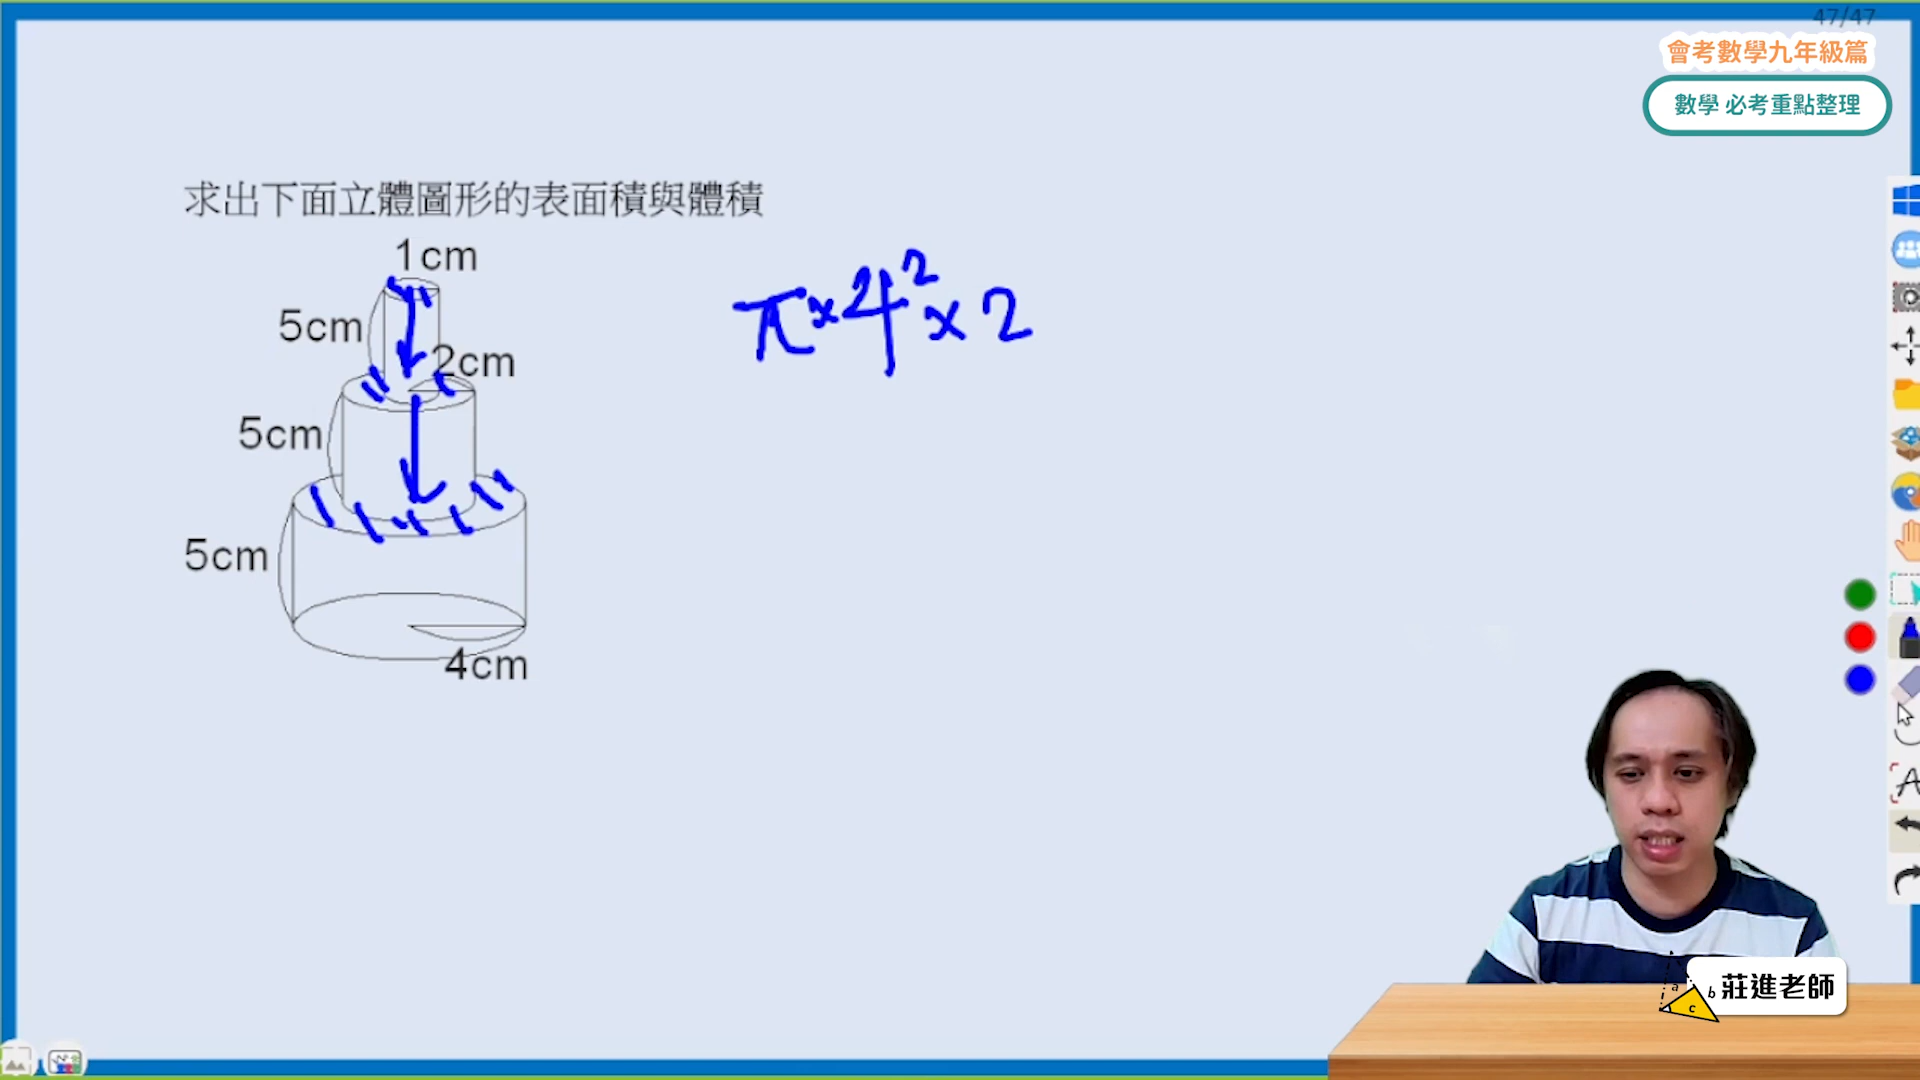 47/47
會考數學九年級篇
數學 必考重點整理
求出下面立體圖形的表面積與體積
1cm
5cm
2cm
5cm
5cm
4cm
π×4²×2
莊進老師
a
b
c